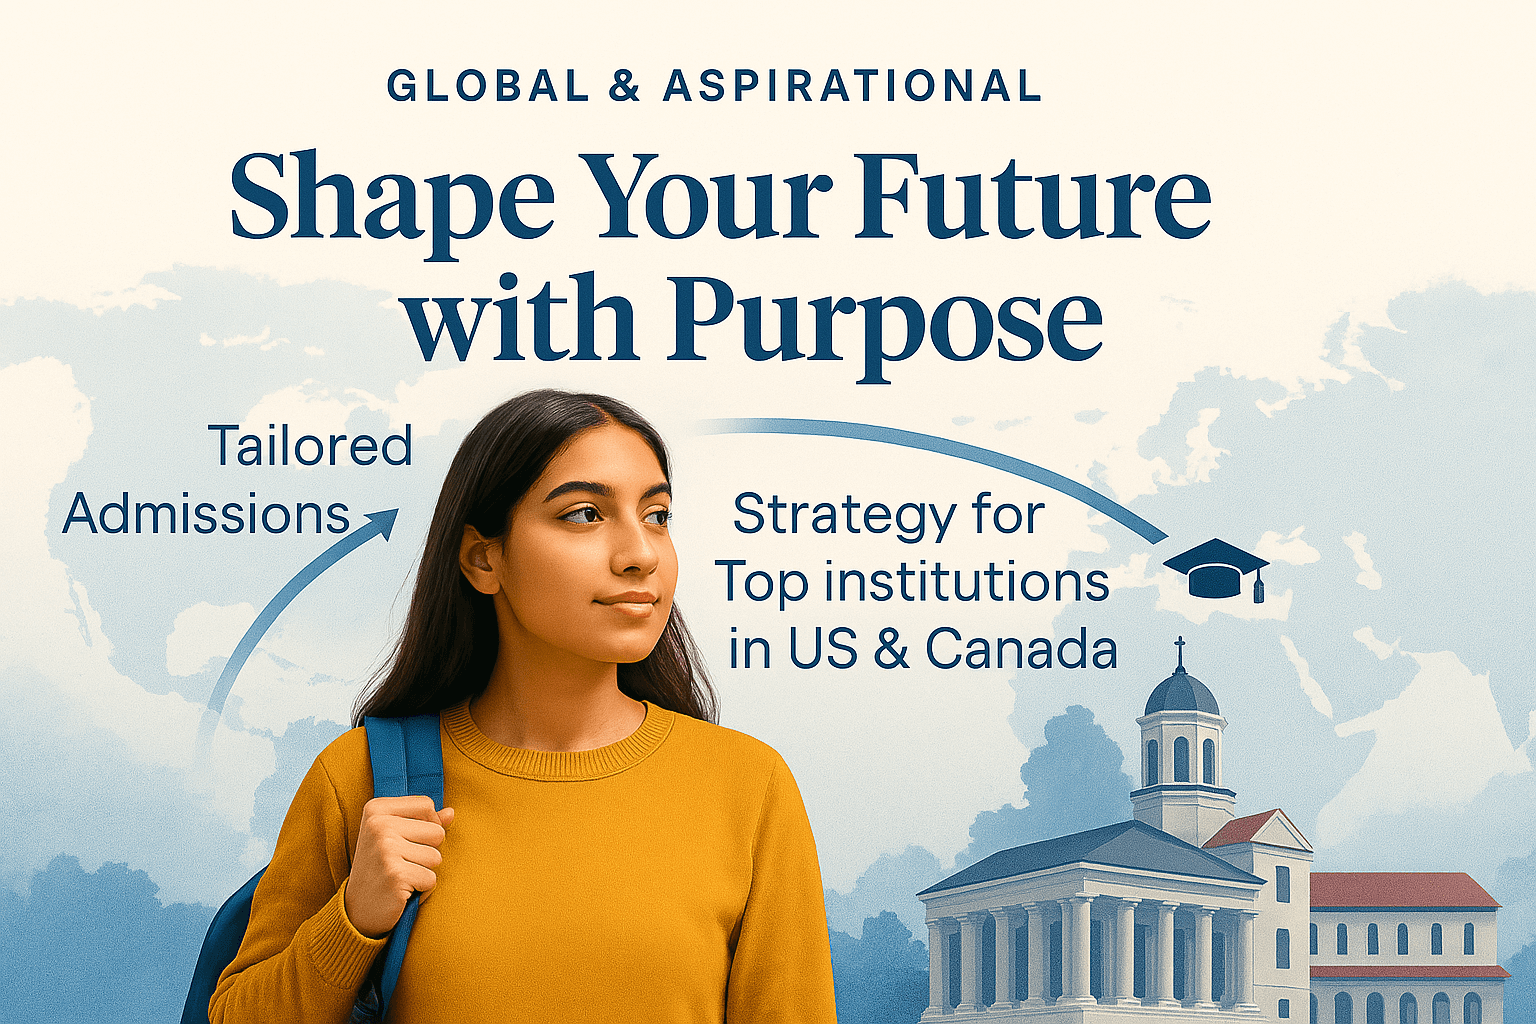 GLOBAL & ASPIRATIONAL
Shape Your Future
with Purpose
Tailored
Admissions
Strategy for
Top institutions
in US & Canada